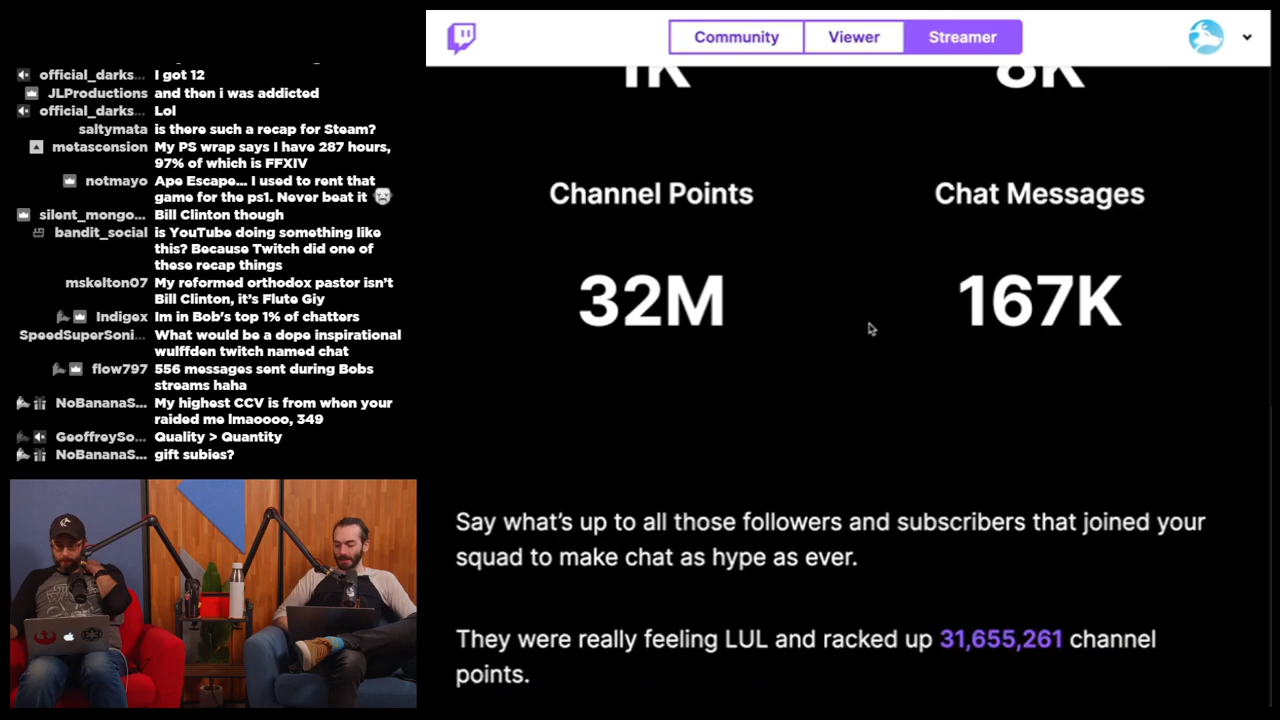 official_darks... I got 12
JLProductions and then i was addicted
official_darks... Lol
saltymata is there such a recap for Steam?
metascension My PS wrap says I have 287 hours,
97% of which is FFXIV
notmayo Ape Escape... I used to rent that
game for the ps1. Never beat it
silent_mongo... Bill Clinton though
bandit_social is YouTube doing something like
this? Because Twitch did one of
these recap things
mskelton07 My reformed orthodox pastor isn't
Bill Clinton, it's Flute Giy
Indigex Im in Bob's top 1% of chatters
SpeedSuperSoni... What would be a dope inspirational
wulffden twitch named chat
flow797 556 messages sent during Bobs
streams haha
NoBananaS... My highest CCV is from when your
raided me lmaoooo, 349
GeoffreySo... Quality > Quantity
NoBananaS... gift subies?
Community Viewer Streamer
1K 8K
Channel Points Chat Messages
32M 167K
Say what's up to all those followers and subscribers that joined your
squad to make chat as hype as ever.
They were really feeling LUL and racked up 31,655,261 channel
points.